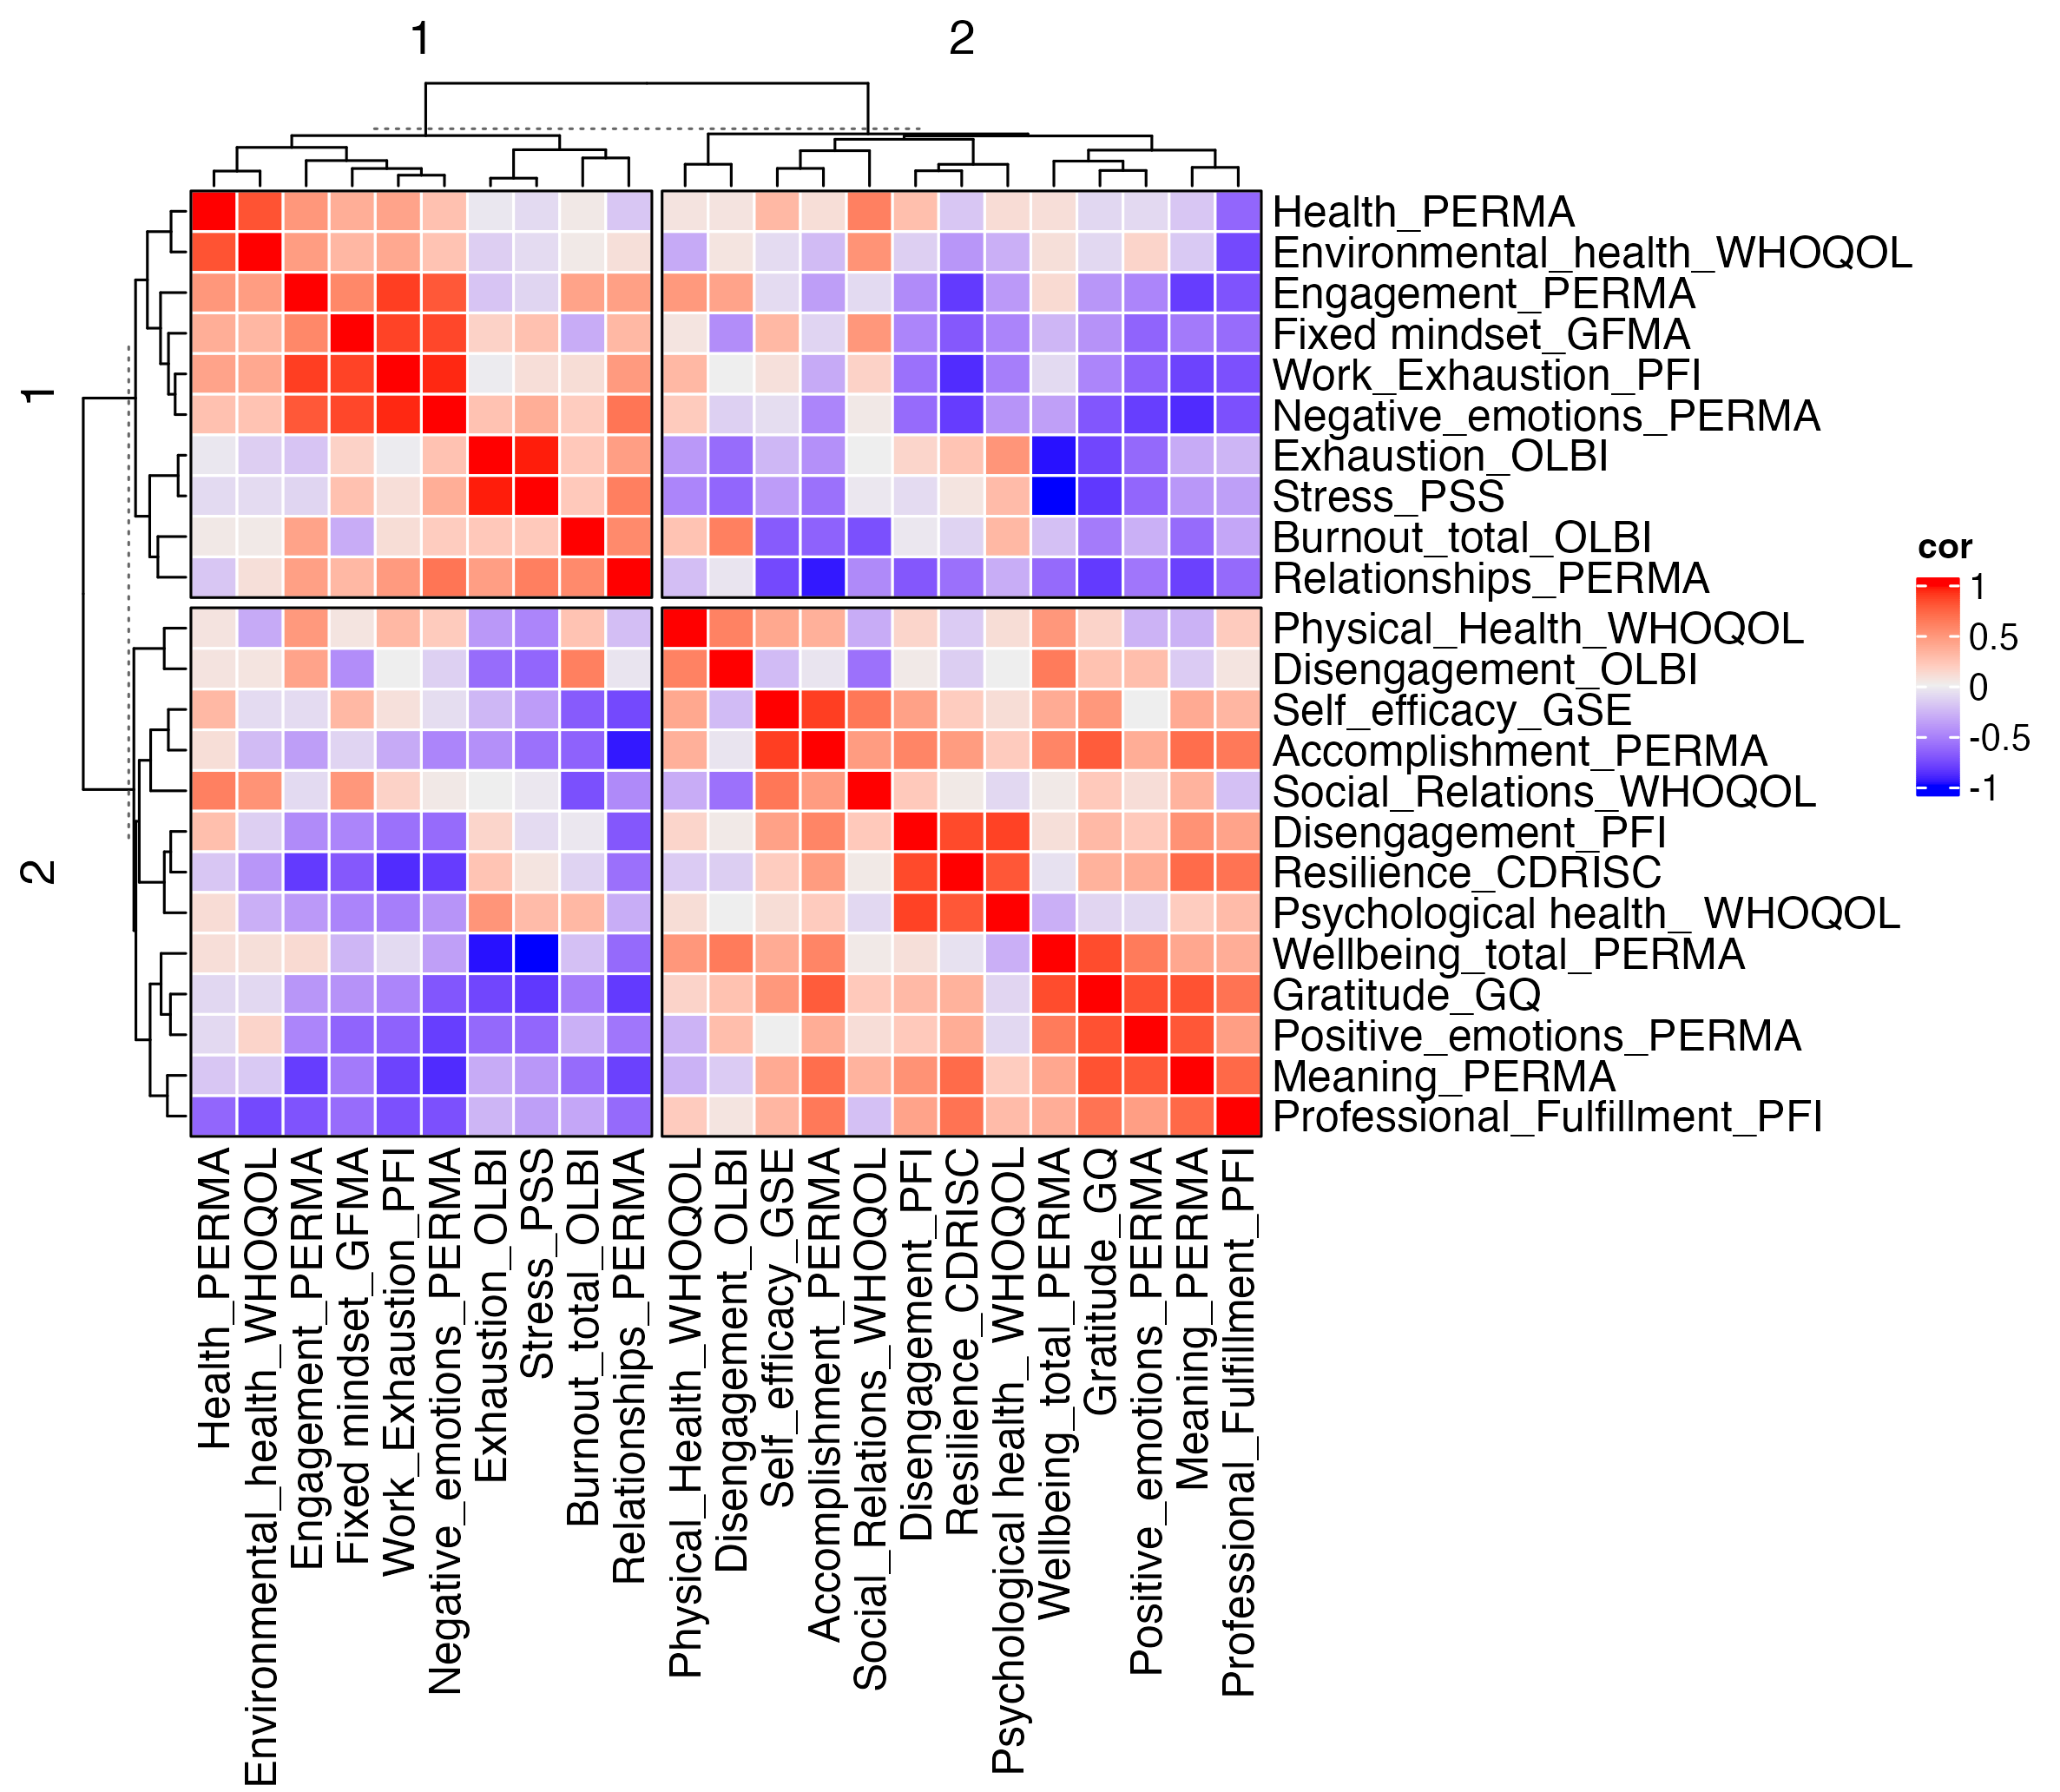 1
2
1
2
Health_PERMA
Environmental_health_WHOQOL
Engagement_PERMA
Fixed mindset_GFMA
Work_Exhaustion_PFI
Negative_emotions_PERMA
Exhaustion_OLBI
Stress_PSS
Burnout_total_OLBI
Relationships_PERMA
Physical_Health_WHOQOL
Disengagement_OLBI
Self_efficacy_GSE
Accomplishment_PERMA
Social_Relations_WHOQOL
Disengagement_PFI
Resilience_CDRISC
Psychological health_ WHOQOL
Wellbeing_total_PERMA
Gratitude_GQ
Positive_emotions_PERMA
Meaning_PERMA
Professional_Fulfillment_PFI
cor
1
0.5
0
-0.5
-1
Health_PERMA
Environmental_health_WHOQOL
Engagement_PERMA
Fixed mindset_GFMA
Work_Exhaustion_PFI
Negative_emotions_PERMA
Exhaustion_OLBI
Stress_PSS
Burnout_total_OLBI
Relationships_PERMA
Physical_Health_WHOQOL
Disengagement_OLBI
Self_efficacy_GSE
Accomplishment_PERMA
Social_Relations_WHOQOL
Disengagement_PFI
Resilience_CDRISC
Psychological health_ WHOQOL
Wellbeing_total_PERMA
Gratitude_GQ
Positive_emotions_PERMA
Meaning_PERMA
Professional_Fulfillment_PFI